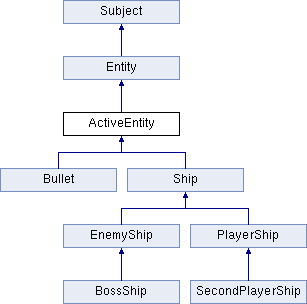 Subject
Entity
ActiveEntity
Bullet
Ship
EnemyShip
PlayerShip
BossShip
SecondPlayerShip